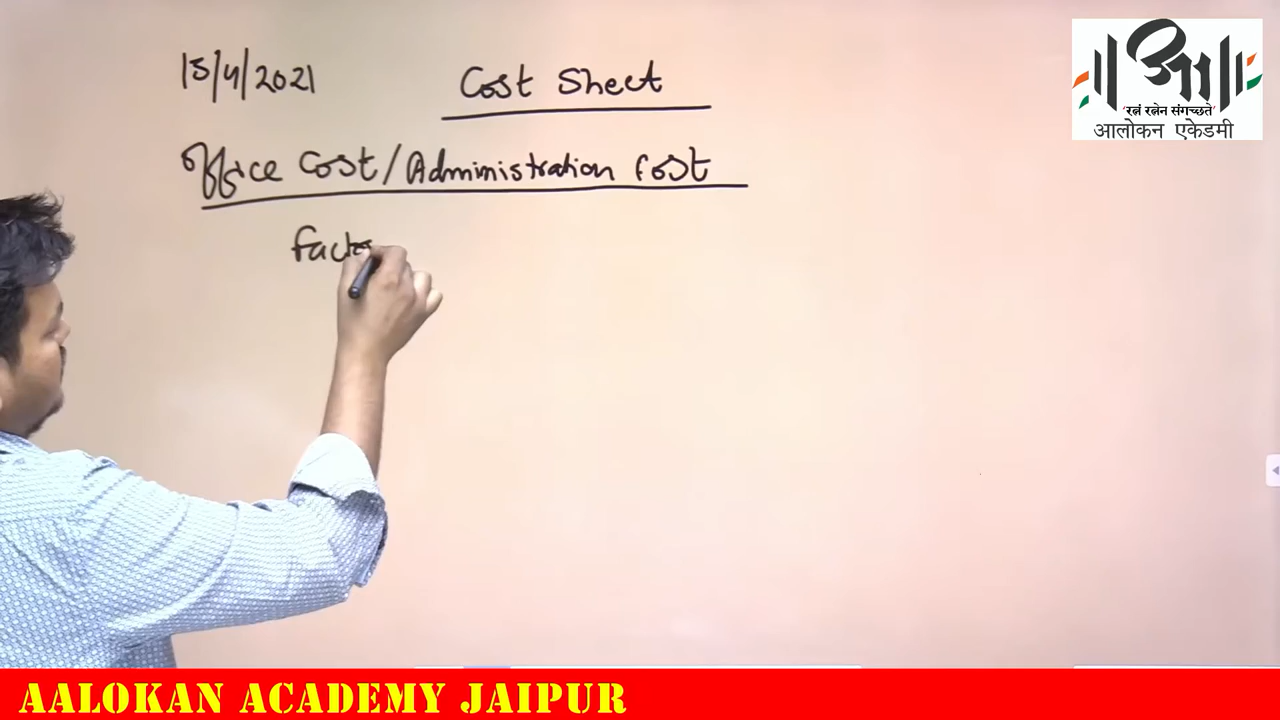 15/4/2021
Cost Sheet
Office Cost/Administration Cost
Facto
आ
'रत्नं रत्नेन संगच्छते'
आलोकन एकेडमी
AALOKAN ACADEMY JAIPUR